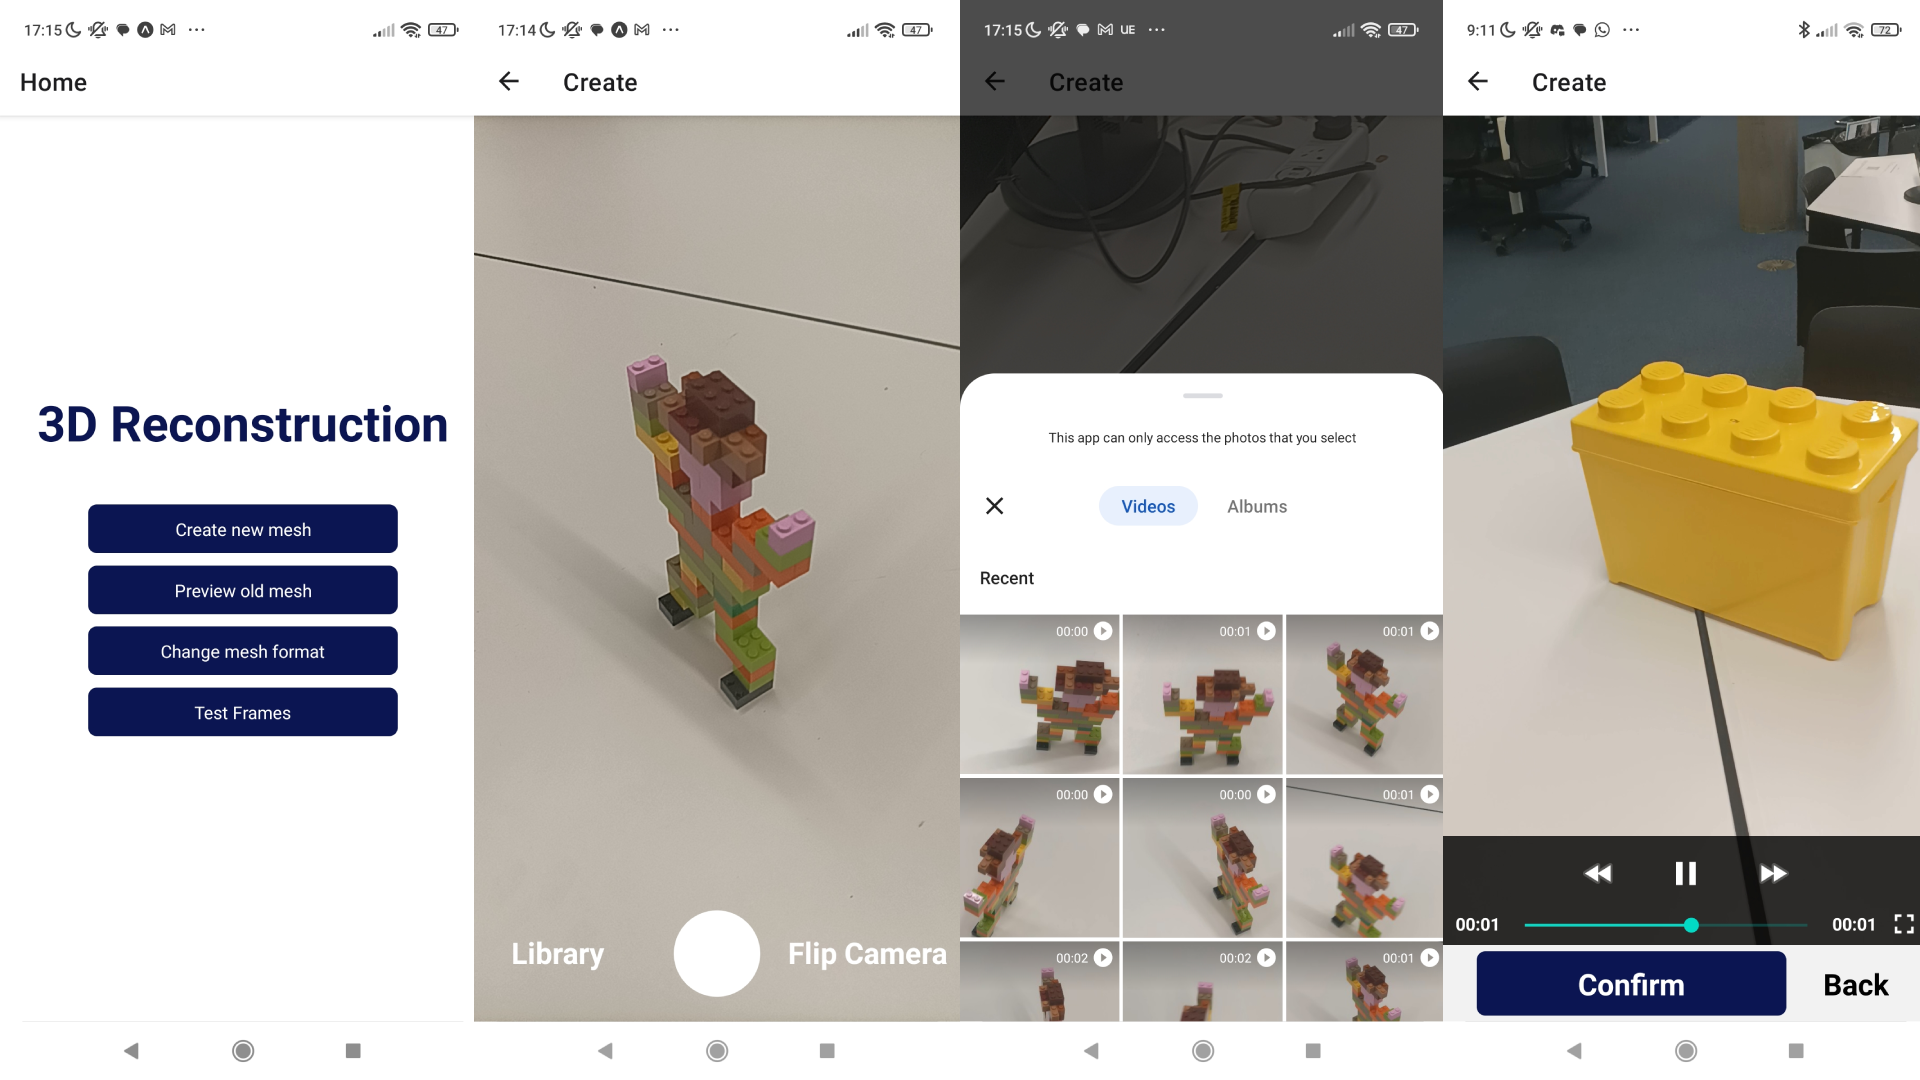 17:15
47
Home
3D Reconstruction
Create new mesh
Preview old mesh
Change mesh format
Test Frames
17:14
47
Create
Library
Flip Camera
17:15 UE
47
Create
This app can only access the photos that you select
Videos
Albums
Recent
00:00
00:01
00:01
00:00
00:00
00:01
00:02
00:02
00:01
9:11
72
Create
00:01
00:01
Confirm
Back